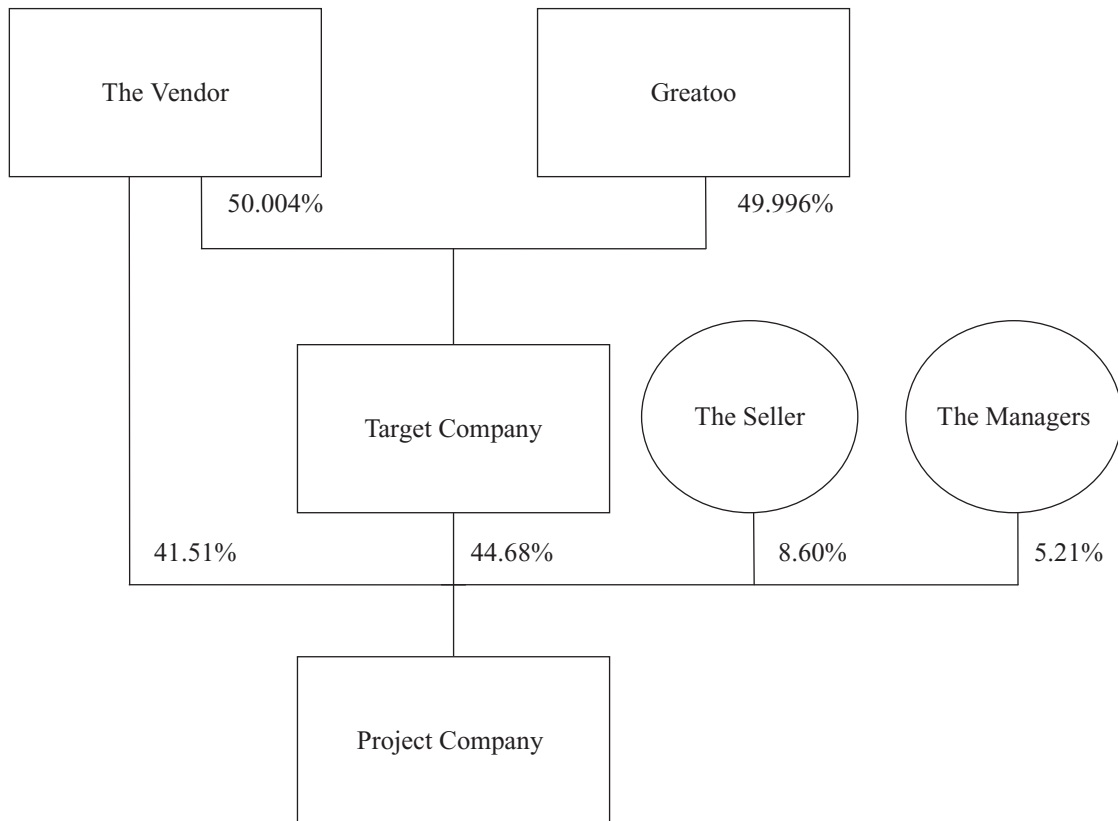 The Vendor
Greatoo
50.004%
49.996%
Target Company
The Seller
The Managers
41.51%
44.68%
8.60%
5.21%
Project Company